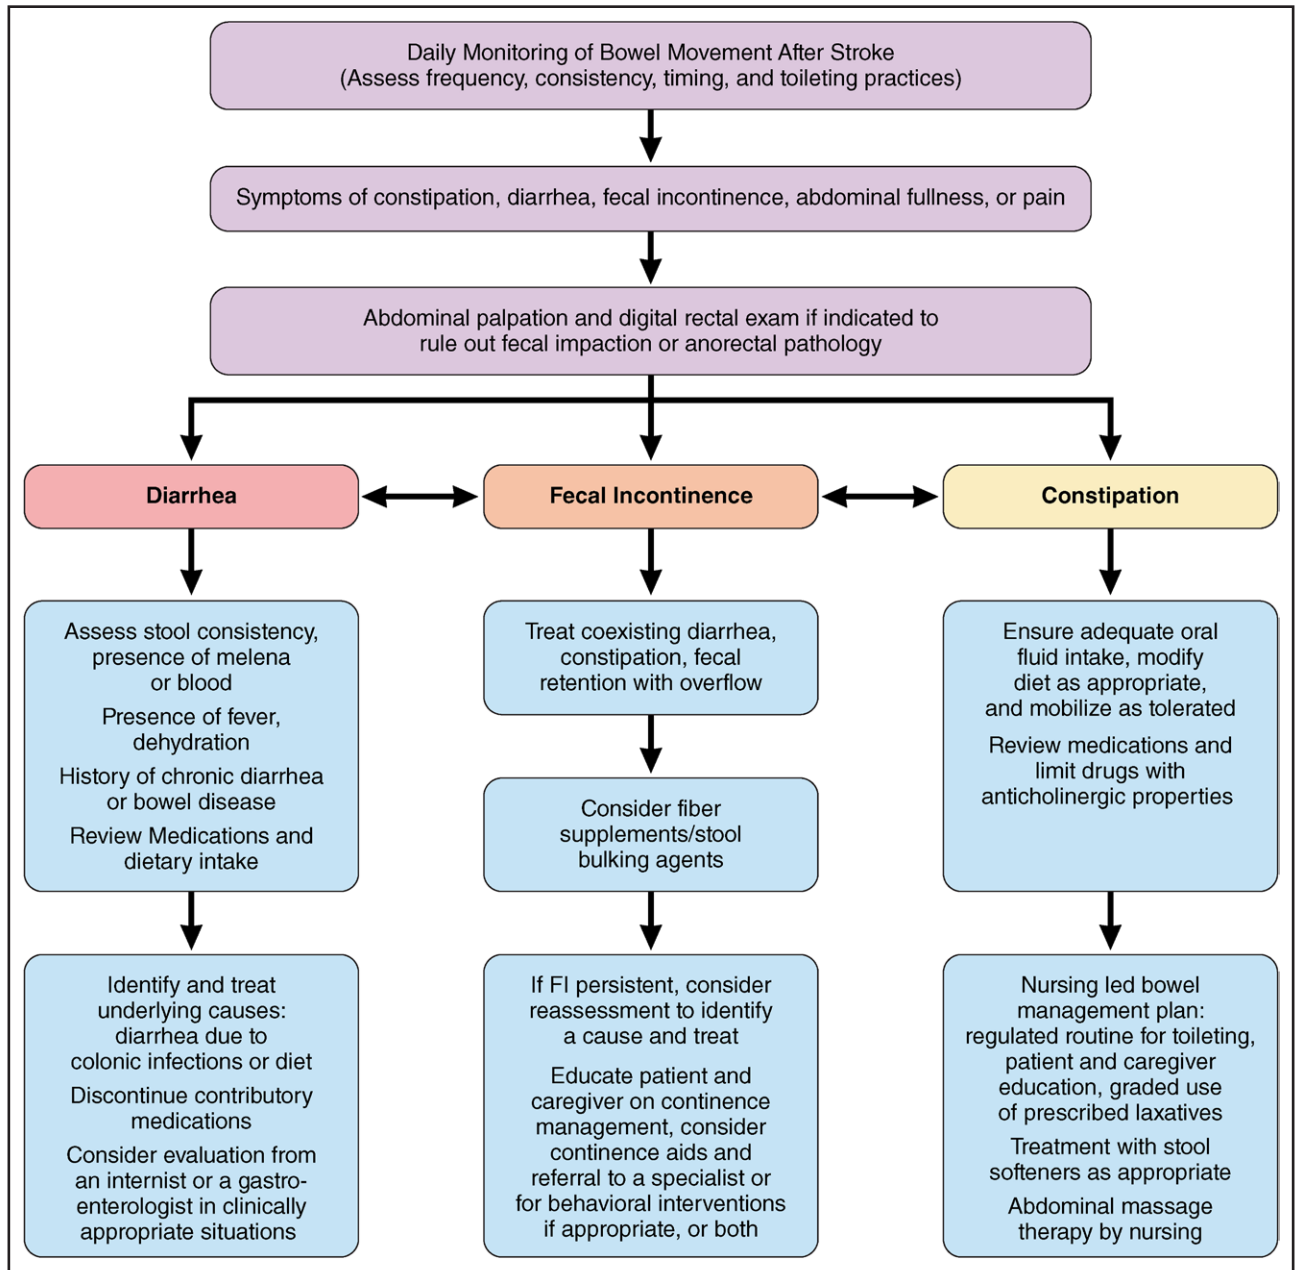 Daily Monitoring of Bowel Movement After Stroke
(Assess frequency, consistency, timing, and toileting practices)
Symptoms of constipation, diarrhea, fecal incontinence, abdominal fullness, or pain
Abdominal palpation and digital rectal exam if indicated to
rule out fecal impaction or anorectal pathology
Diarrhea
Assess stool consistency,
presence of melena
or blood
Presence of fever,
dehydration
History of chronic diarrhea
or bowel disease
Review Medications and
dietary intake
Identify and treat
underlying causes:
diarrhea due to
colonic infections or diet
Discontinue contributory
medications
Consider evaluation from
an internist or a gastro-
enterologist in clinically
appropriate situations
Fecal Incontinence
Treat coexisting diarrhea,
constipation, fecal
retention with overflow
Consider fiber
supplements/stool
bulking agents
If FI persistent, consider
reassessment to identify
a cause and treat
Educate patient and
caregiver on continence
management, consider
continence aids and
referral to a specialist or
for behavioral interventions
if appropriate, or both
Constipation
Ensure adequate oral
fluid intake, modify
diet as appropriate,
and mobilize as tolerated
Review medications and
limit drugs with
anticholinergic properties
Nursing led bowel
management plan:
regulated routine for toileting,
patient and caregiver
education, graded use
of prescribed laxatives
Treatment with stool
softeners as appropriate
Abdominal massage
therapy by nursing